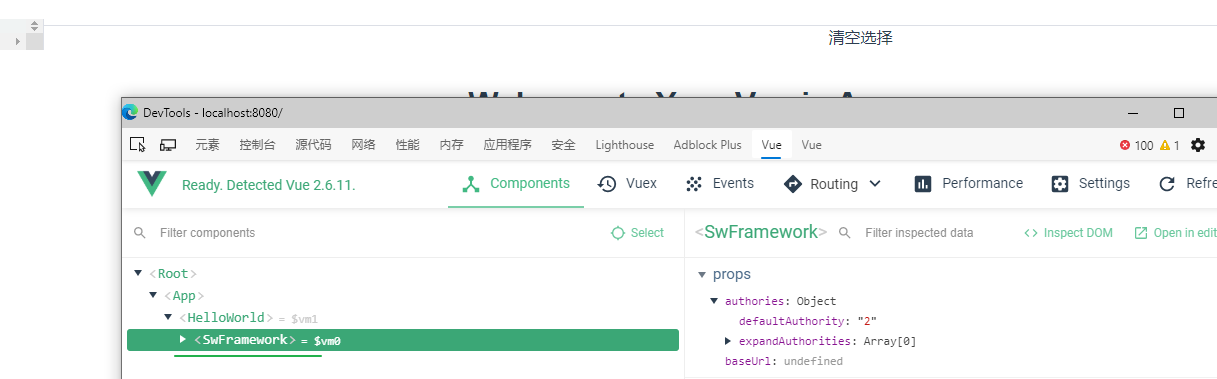 清空选择
DevTools - localhost:8080/
元素 控制台 源代码 网络 性能 内存 应用程序 安全 Lighthouse Adblock Plus Vue Vue 100 1
Ready. Detected Vue 2.6.11. Components Vuex Events Routing Performance Settings Refre
Filter components Select <SwFramework> Filter inspected data Inspect DOM Open in edit
<Root>
<App>
<HelloWorld> = $vm1
<SwFramework> = $vm0
props
authories: Object
defaultAuthority: "2"
expandAuthorities: Array[0]
baseUrl: undefined